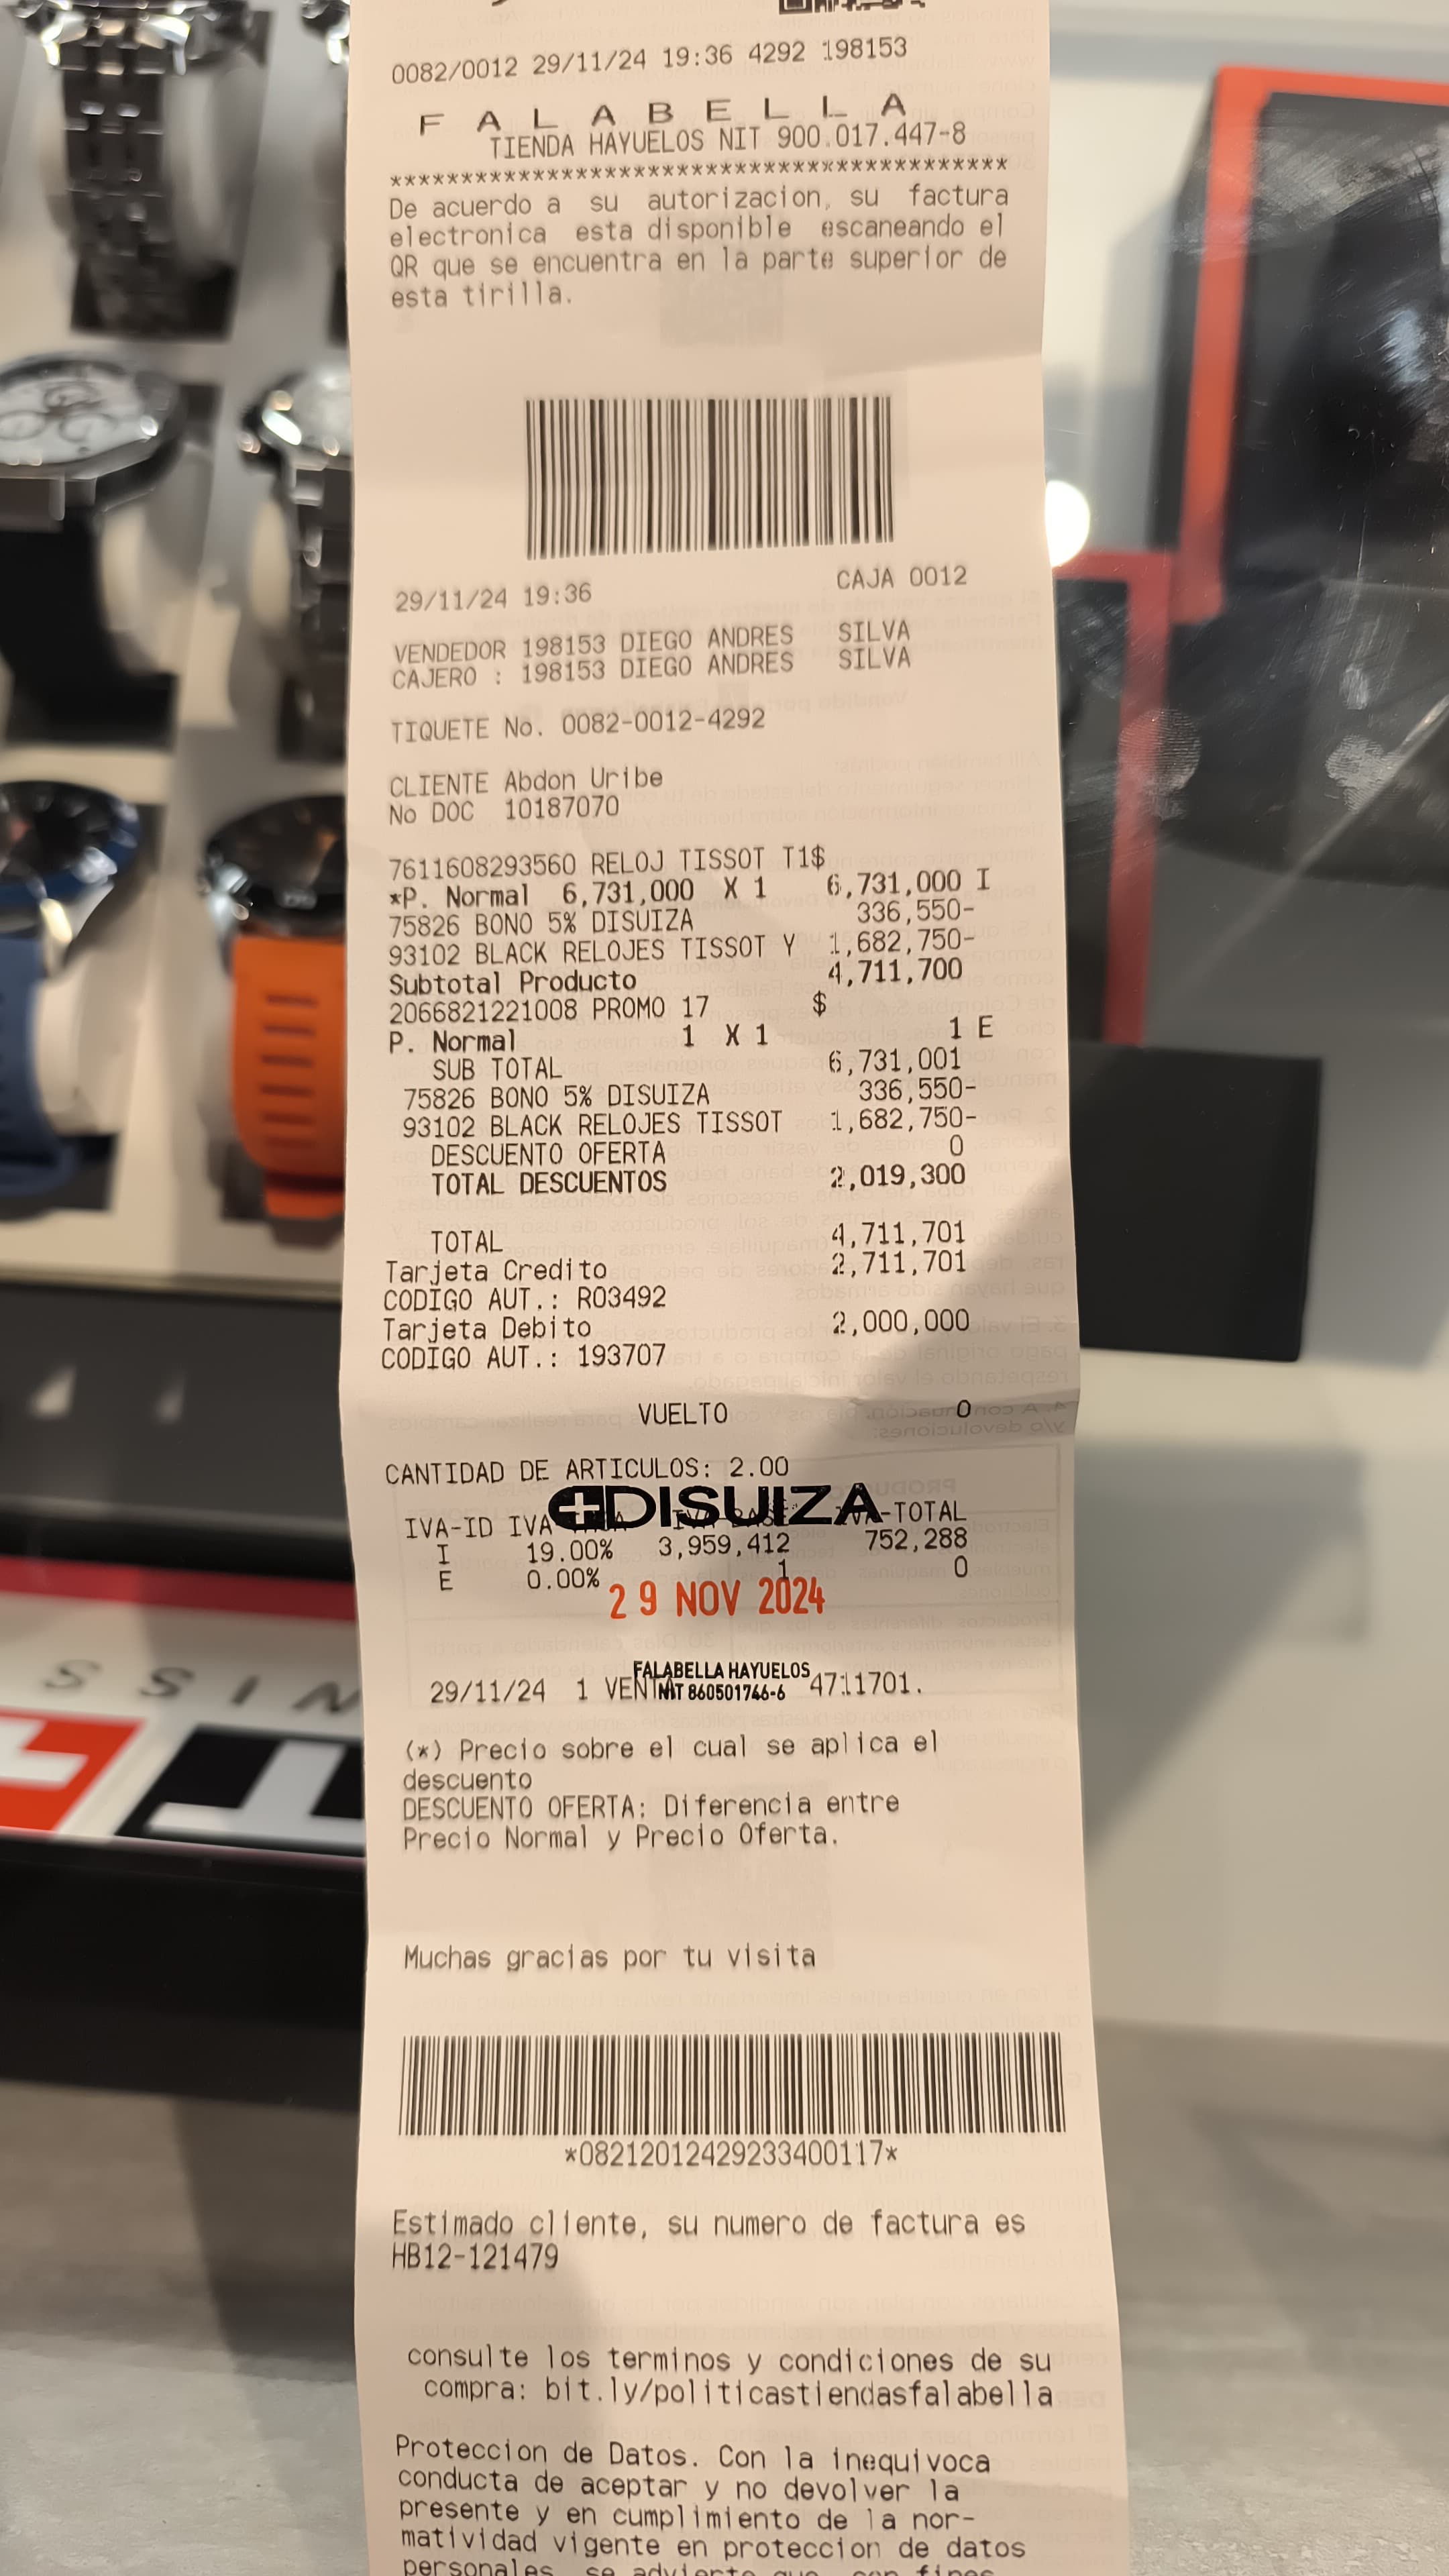 0082/0012 29/11/24 19:36 4292 198153
FALABELLA
TIENDA HAYUELOS NIT 900.017.447-8
*******************************************
De acuerdo a su autorizacion, su factura
electronica esta disponible escaneando el
QR que se encuentra en la parte superior de
esta tirilla.
29/11/24 19:36 CAJA 0012
VENDEDOR 198153 DIEGO ANDRES SILVA
CAJERO : 198153 DIEGO ANDRES SILVA
TIQUETE No. 0082-0012-4292
CLIENTE Abdon Uribe
No DOC 10187070
7611608293560 RELOJ TISSOT T1$
*P. Normal 6,731,000 X 1 6,731,000 I
75826 BONO 5% DISUIZA 336,550-
93102 BLACK RELOJES TISSOT Y 1,682,750-
Subtotal Producto 4,711,700
2066821221008 PROMO 17 $
P. Normal 1 X 1 1 E
SUB TOTAL 6,731,001
75826 BONO 5% DISUIZA 336,550-
93102 BLACK RELOJES TISSOT 1,682,750-
DESCUENTO OFERTA 0
TOTAL DESCUENTOS 2,019,300
TOTAL 4,711,701
Tarjeta Credito 2,711,701
CODIGO AUT.: R03492
Tarjeta Debito 2,000,000
CODIGO AUT.: 193707
VUELTO 0
CANTIDAD DE ARTICULOS: 2.00
DISUIZA
IVA-ID IVA IVA-TOTAL
I 19.00% 3,959,412 752,288
E 0.00% 1 0
29 NOV 2024
FALABELLA HAYUELOS
NIT 860501746-6
29/11/24 1 VENTA 4711701.
(*) Precio sobre el cual se aplica el
descuento
DESCUENTO OFERTA: Diferencia entre
Precio Normal y Precio Oferta.
Muchas gracias por tu visita
*08212012429233400117*
Estimado cliente, su numero de factura es
HB12-121479
consulte los terminos y condiciones de su
compra: bit.ly/politicastiendasfalabella
Proteccion de Datos. Con la inequivoca
conducta de aceptar y no devolver la
presente y en cumplimiento de la nor-
matividad vigente en proteccion de datos
personales, se advierte que, con fines